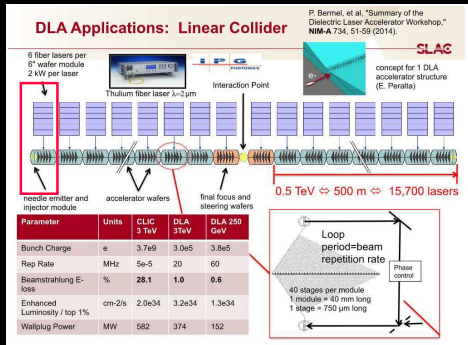 DLA Applications: Linear Collider
P. Bermel, et al, "Summary of the
Dielectric Laser Accelerator Workshop,"
NIM-A 734, 51-59 (2014).
SLAC
6 fiber lasers per
6" wafer module
2 kW per laser
IPG
PHOTONICS
Thulium fiber laser λ=2μm
Interaction Point
e-
concept for 1 DLA
accelerator structure
(E. Peralta)
needle emitter and
injector module
accelerator wafers
final focus and
steering wafers
0.5 TeV ⇔ 500 m ⇔ 15,700 lasers
Parameter Units CLIC 3 TeV DLA 3TeV DLA 250 GeV
Bunch Charge e 3.7e9 3.0e5 3.8e5
Rep Rate MHz 5e-5 20 60
Beamstrahlung E-loss % 28.1 1.0 0.6
Enhanced Luminosity / top 1% cm-2/s 2.0e34 3.2e34 1.3e34
Wallplug Power MW 582 374 152
Loop
period=beam
repetition rate
Phase
control
40 stages per module
1 module = 40 mm long
1 stage = 750 μm long